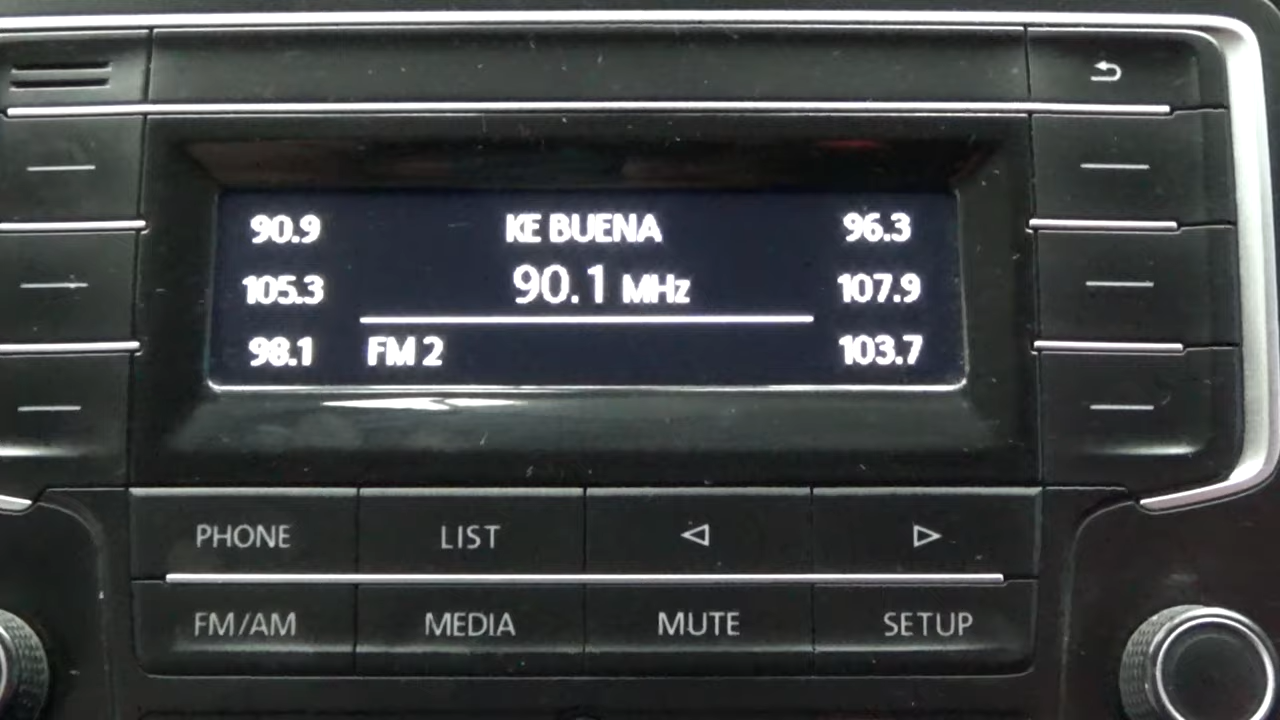 90.9 KE BUENA 96.3
105.3 90.1 MHz 107.9
98.1 FM 2 103.7
PHONE LIST
FM/AM MEDIA MUTE SETUP